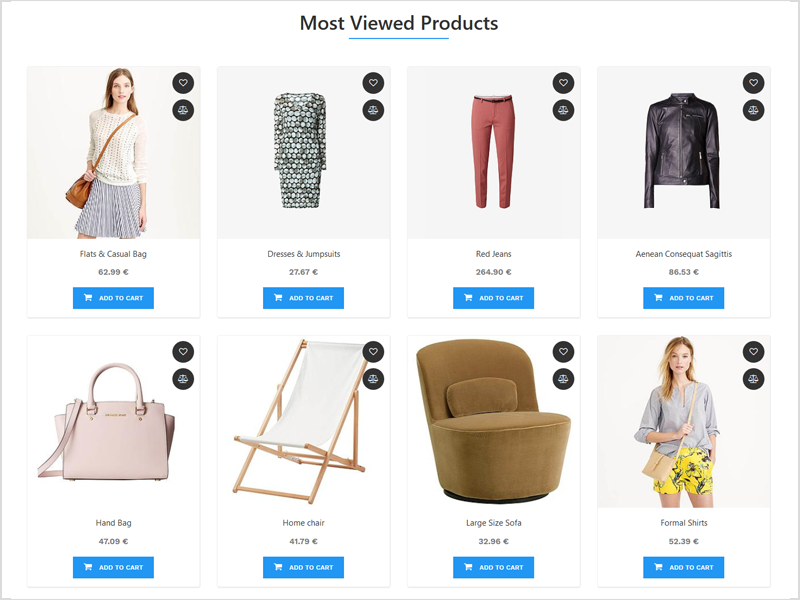 Most Viewed Products
Flats & Casual Bag
62.99 €
ADD TO CART
Dresses & Jumpsuits
27.67 €
ADD TO CART
Red Jeans
264.90 €
ADD TO CART
Aenean Consequat Sagittis
86.53 €
ADD TO CART
MICHAEL KORS
Hand Bag
47.09 €
ADD TO CART
Home chair
41.79 €
ADD TO CART
Large Size Sofa
32.96 €
ADD TO CART
Formal Shirts
52.39 €
ADD TO CART